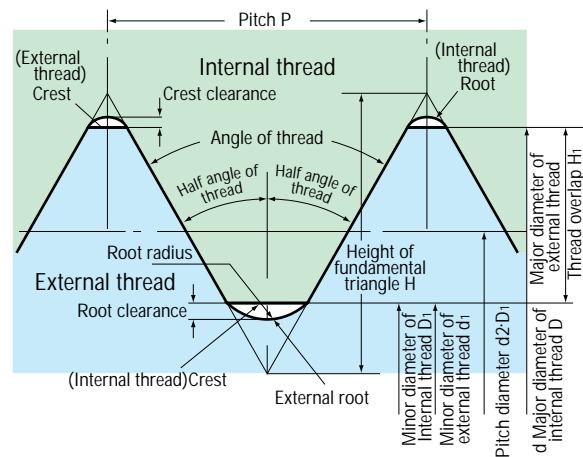 Pitch P
(External
thread)
Crest
Internal thread
Crest clearance
(Internal
thread)
Root
Angle of thread
Half angle of
thread
Half angle of
thread
Root radius
External thread
Root clearance
Height of
fundamental
triangle H
(Internal thread)Crest
External root
Major diameter of
external thread
Thread overlap H1
Minor diameter of
Internal thread D1
Minor diameter of
external thread d1
Pitch diameter d2·D1
d Major diameter of
internal thread D